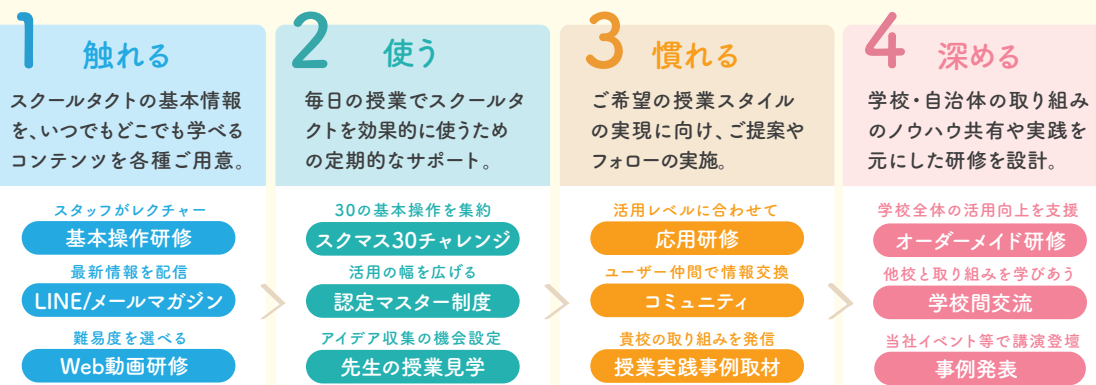 1 触れる
スクールタクトの基本情報
を、いつでもどこでも学べる
コンテンツを各種ご用意。
スタッフがレクチャー
基本操作研修
最新情報を配信
LINE/メールマガジン
難易度を選べる
Web動画研修
2 使う
毎日の授業でスクールタ
クトを効果的に使うため
の定期的なサポート。
30の基本操作を集約
スクマス30チャレンジ
活用の幅を広げる
認定マスター制度
アイデア収集の機会設定
先生の授業見学
3 慣れる
ご希望の授業スタイル
の実現に向け、ご提案や
フォローの実施。
活用レベルに合わせて
応用研修
ユーザー仲間で情報交換
コミュニティ
貴校の取り組みを発信
授業実践事例取材
4 深める
学校・自治体の取り組み
のノウハウ共有や実践を
元にした研修を設計。
学校全体の活用向上を支援
オーダーメイド研修
他校と取り組みを学びあう
学校間交流
当社イベント等で講演登壇
事例発表